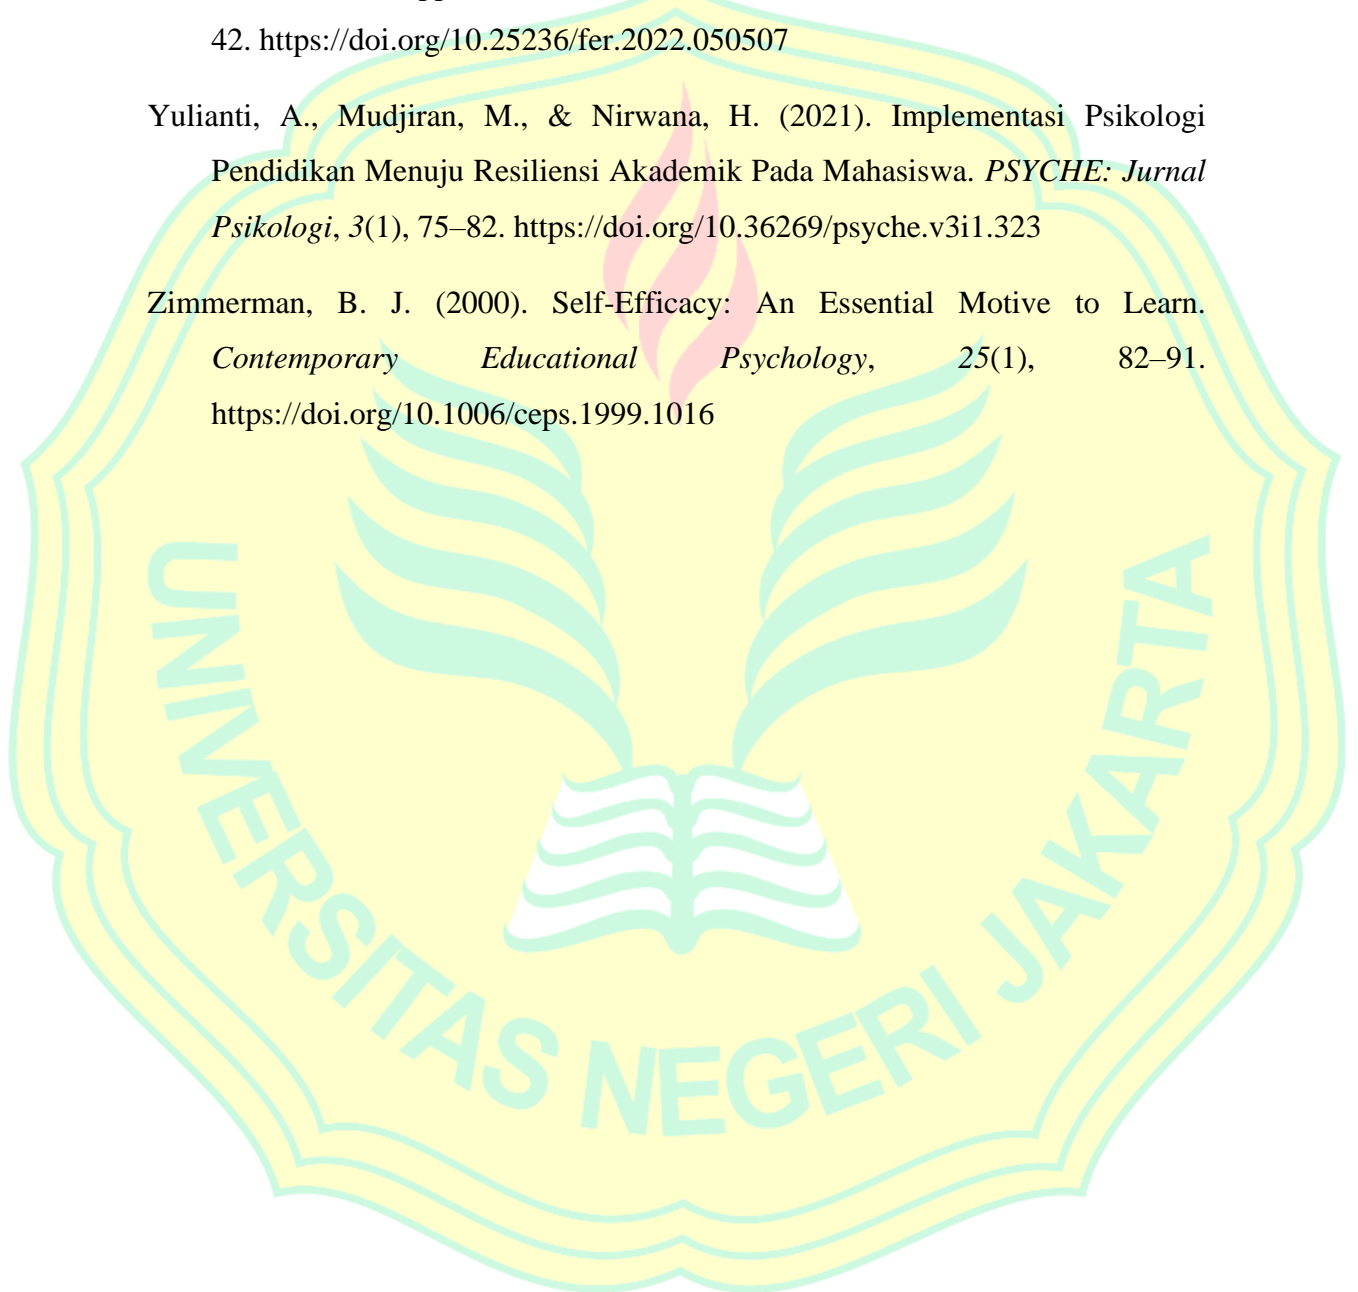 42. https://doi.org/10.25236/fer.2022.050507
Yulianti, A., Mudjiran, M., & Nirwana, H. (2021). Implementasi Psikologi
Pendidikan Menuju Resiliensi Akademik Pada Mahasiswa. PSYCHE: Jurnal
Psikologi, 3(1), 75–82. https://doi.org/10.36269/psyche.v3i1.323
Zimmerman, B. J. (2000). Self-Efficacy: An Essential Motive to Learn.
Contemporary Educational Psychology, 25(1), 82–91.
https://doi.org/10.1006/ceps.1999.1016
UNIVERSITAS NEGERI JAKARTA